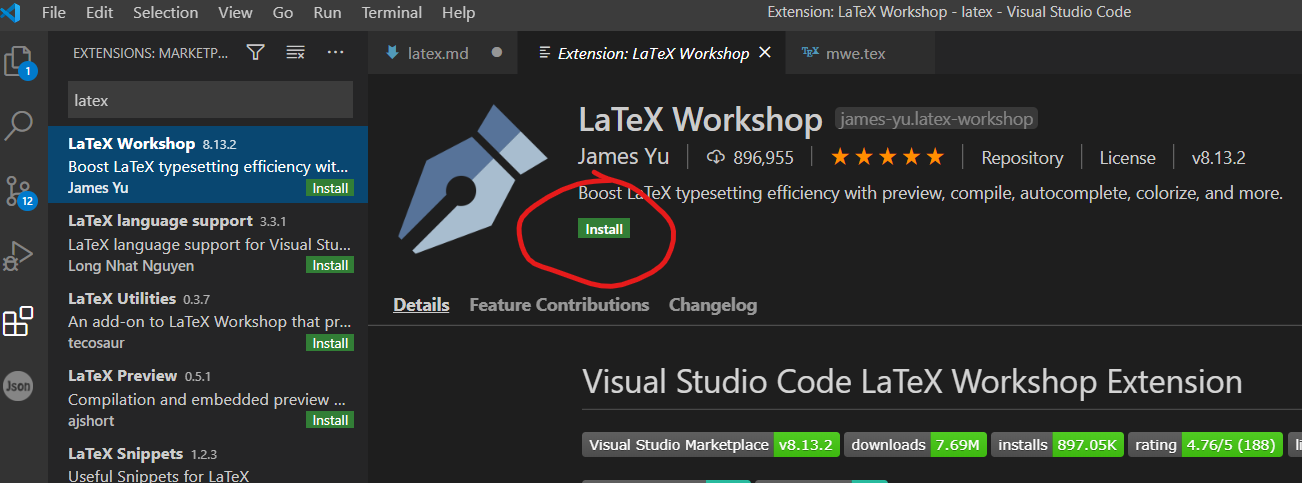 File Edit Selection View Go Run Terminal Help Extension: LaTeX Workshop - latex - Visual Studio Code
EXTENSIONS: MARKETP...
latex.md Extension: LaTeX Workshop mwe.tex
1
latex
12
Json
LaTeX Workshop 8.13.2
Boost LaTeX typesetting efficiency wit...
James Yu Install
LaTeX language support 3.3.1
LaTeX language support for Visual Stu...
Long Nhat Nguyen Install
LaTeX Utilities 0.3.7
An add-on to LaTeX Workshop that pr...
tecosaur Install
LaTeX Preview 0.5.1
Compilation and embedded preview ...
ajshort Install
LaTeX Snippets 1.2.3
Useful Snippets for LaTeX
LaTeX Workshop james-yu.latex-workshop
James Yu 896,955 Repository License v8.13.2
Boost LaTeX typesetting efficiency with preview, compile, autocomplete, colorize, and more.
Install
Details Feature Contributions Changelog
Visual Studio Code LaTeX Workshop Extension
Visual Studio Marketplace v8.13.2 downloads 7.69M installs 897.05K rating 4.76/5 (188) li